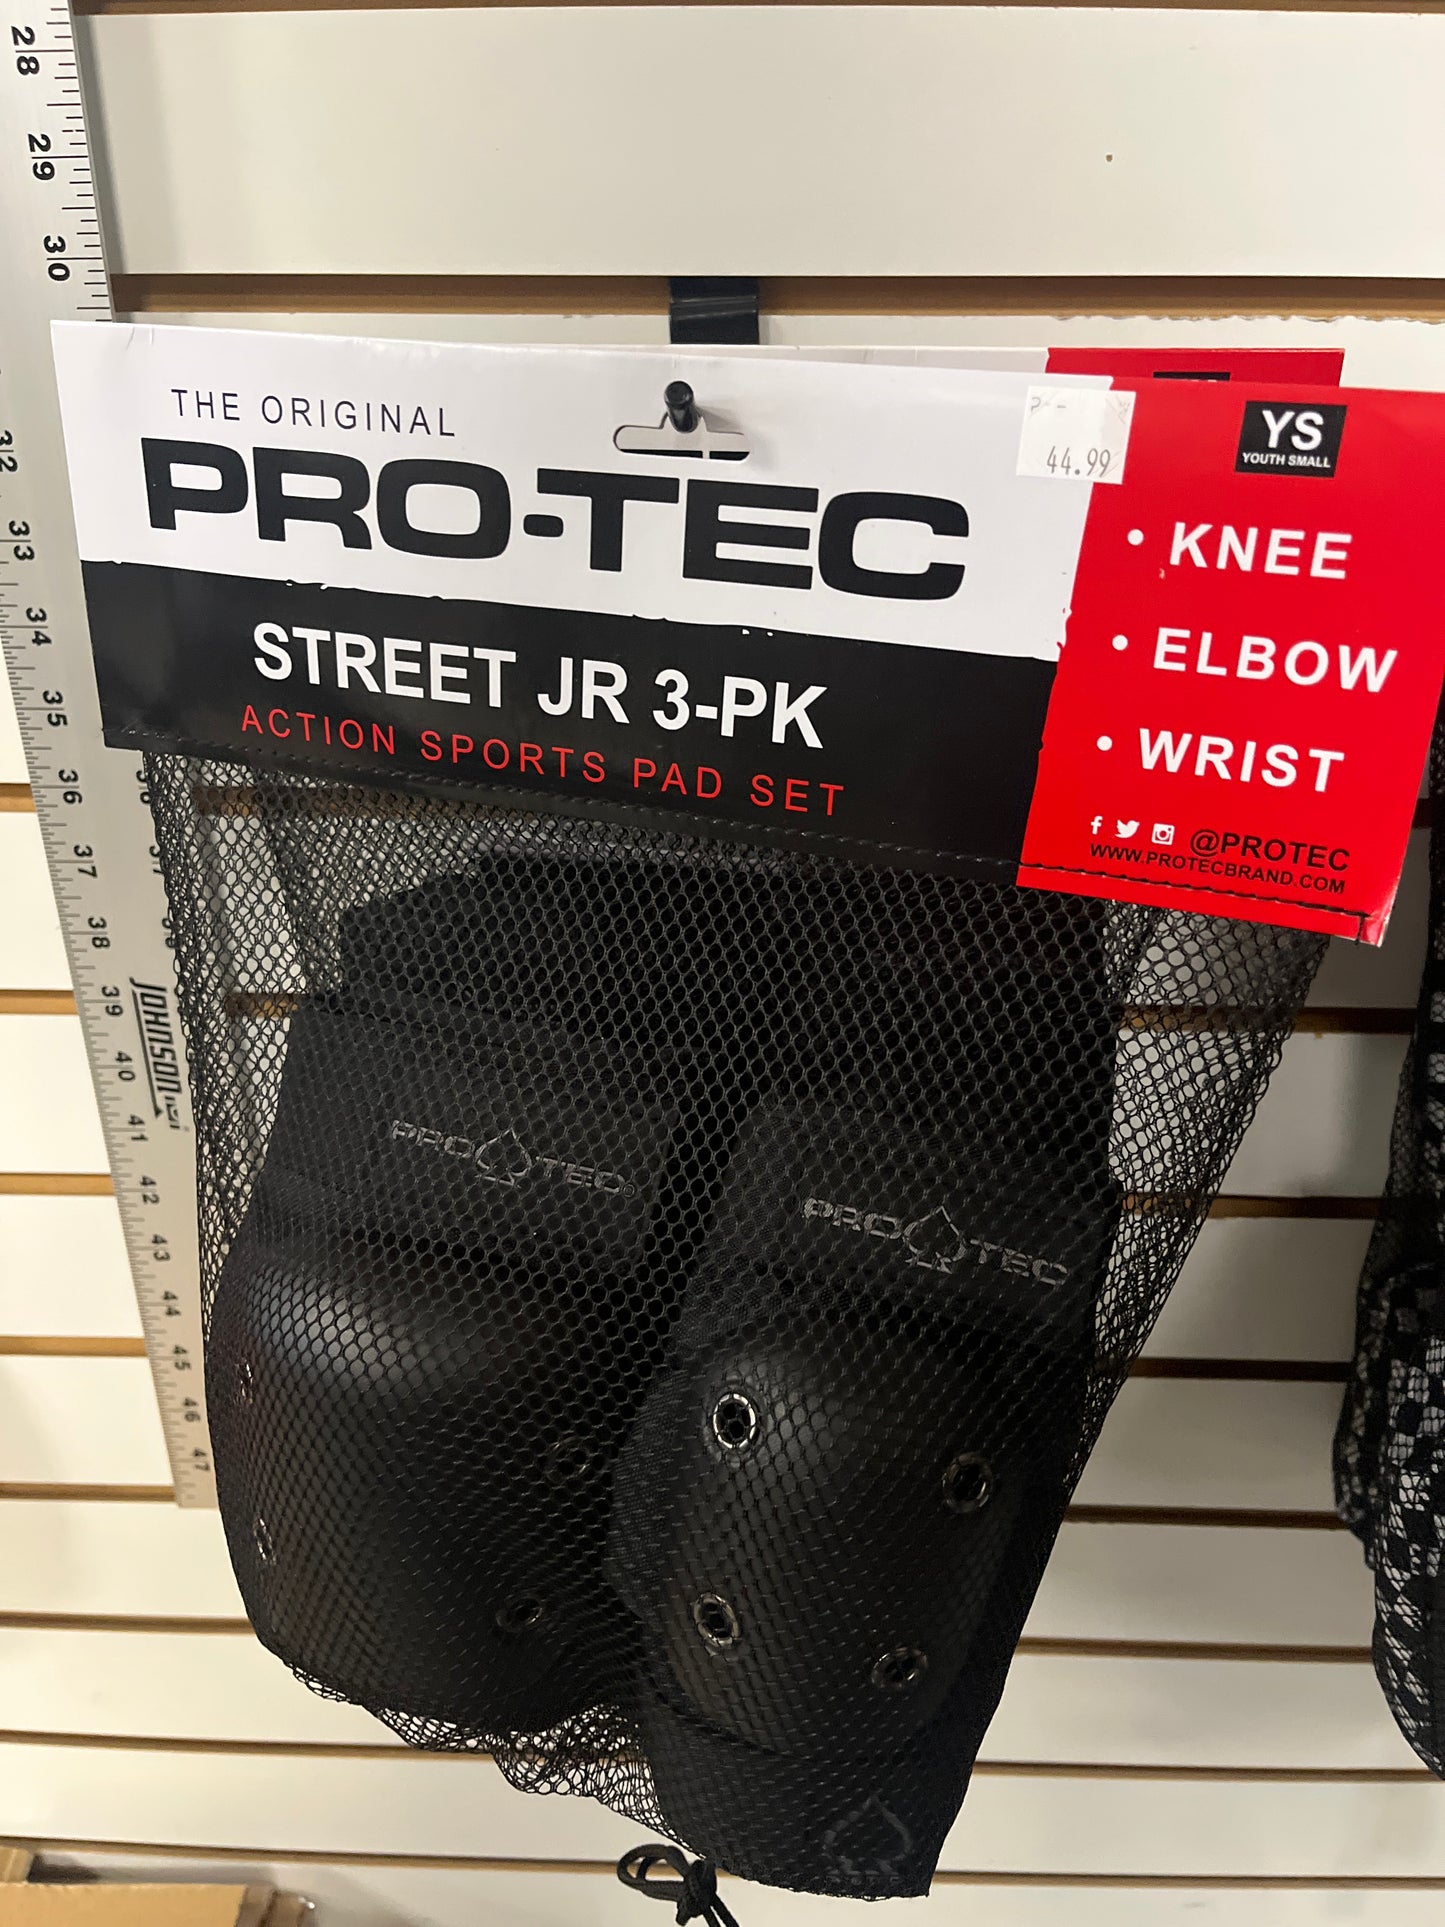 THE ORIGINAL
PRO-TEC
STREET JR 3-PK
ACTION SPORTS PAD SET
44.99
YS
YOUTH SMALL
• KNEE
• ELBOW
• WRIST
@PROTEC
WWW.PROTECBRAND.COM
PRO TEC®
PRO TEC
28
29
30
32
33
34
35
36
37
38
39
40
41
42
43
44
45
46
47
JOHNSON